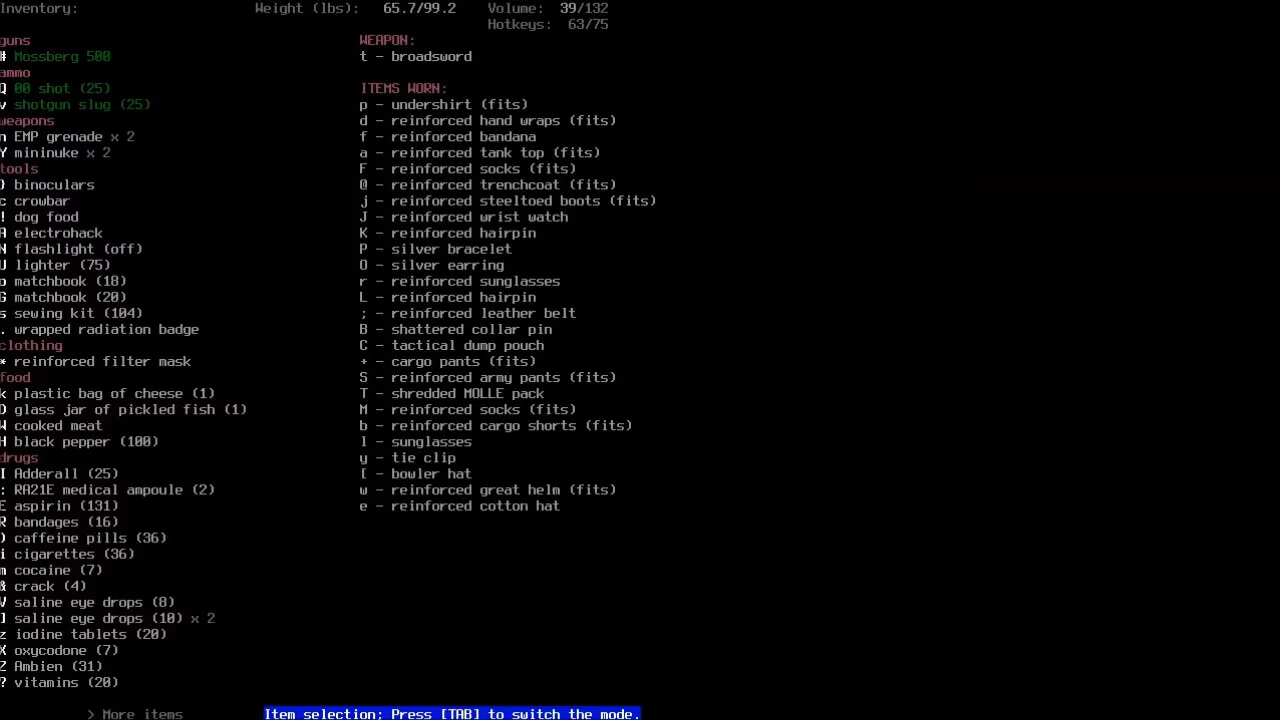 Inventory: Weight (lbs): 65.7/99.2 Volume: 39/132
Hotkeys: 63/75
guns
# Mossberg 500
ammo
Q 00 shot (25)
v shotgun slug (25)
weapons
n EMP grenade x 2
Y mininuke x 2
tools
) binoculars
c crowbar
! dog food
A electrohack
N flashlight (off)
U lighter (75)
o matchbook (18)
G matchbook (20)
s sewing kit (104)
. wrapped radiation badge
clothing
* reinforced filter mask
food
k plastic bag of cheese (1)
D glass jar of pickled fish (1)
W cooked meat
H black pepper (100)
drugs
I Adderall (25)
: RA21E medical ampoule (2)
E aspirin (131)
R bandages (16)
) caffeine pills (36)
i cigarettes (36)
m cocaine (7)
& crack (4)
V saline eye drops (8)
] saline eye drops (10) x 2
z iodine tablets (20)
X oxycodone (7)
Z Ambien (31)
? vitamins (20)
> More items
WEAPON:
t - broadsword
ITEMS WORN:
p - undershirt (fits)
d - reinforced hand wraps (fits)
f - reinforced bandana
a - reinforced tank top (fits)
F - reinforced socks (fits)
@ - reinforced trenchcoat (fits)
j - reinforced steeltoed boots (fits)
J - reinforced wrist watch
K - reinforced hairpin
P - silver bracelet
O - silver earring
r - reinforced sunglasses
L - reinforced hairpin
; - reinforced leather belt
B - shattered collar pin
C - tactical dump pouch
+ - cargo pants (fits)
S - reinforced army pants (fits)
T - shredded MOLLE pack
M - reinforced socks (fits)
b - reinforced cargo shorts (fits)
l - sunglasses
y - tie clip
[ - bowler hat
w - reinforced great helm (fits)
e - reinforced cotton hat
Item selection; Press [TAB] to switch the mode.